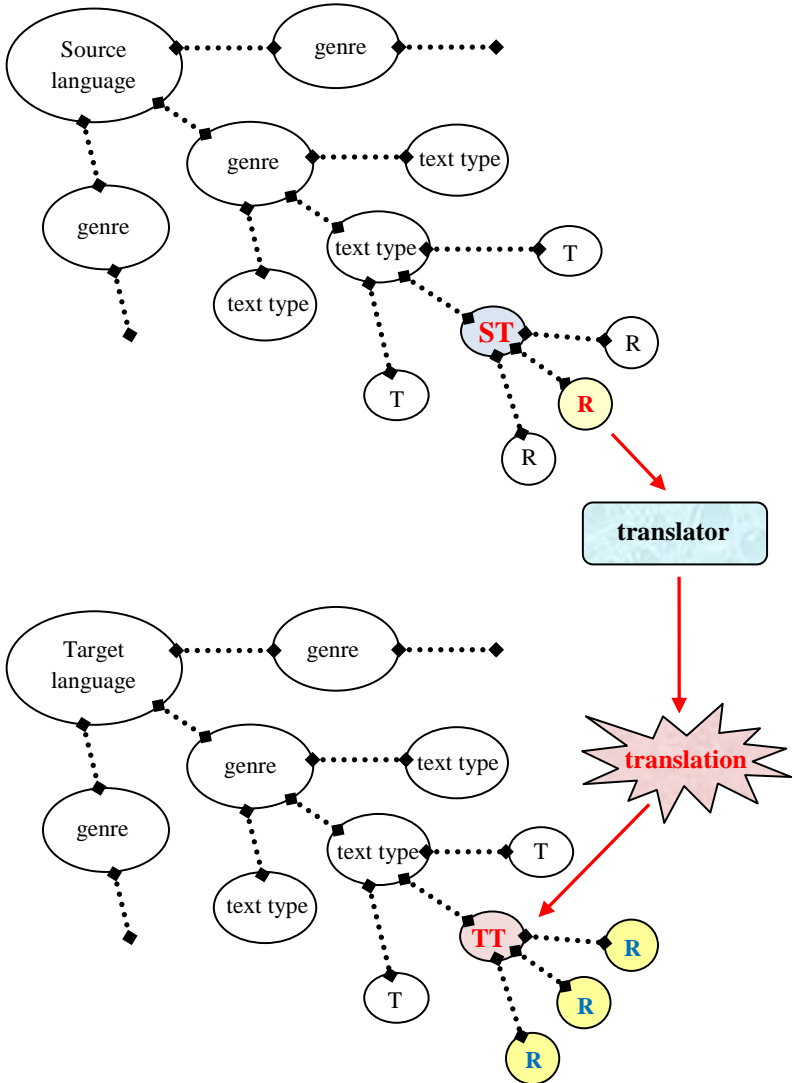 Source
language
genre
genre
text type
genre
text type
T
text type
ST
R
T
R
R
translator
Target
language
genre
genre
text type
translation
genre
text type
T
text type
TT
R
T
R
R